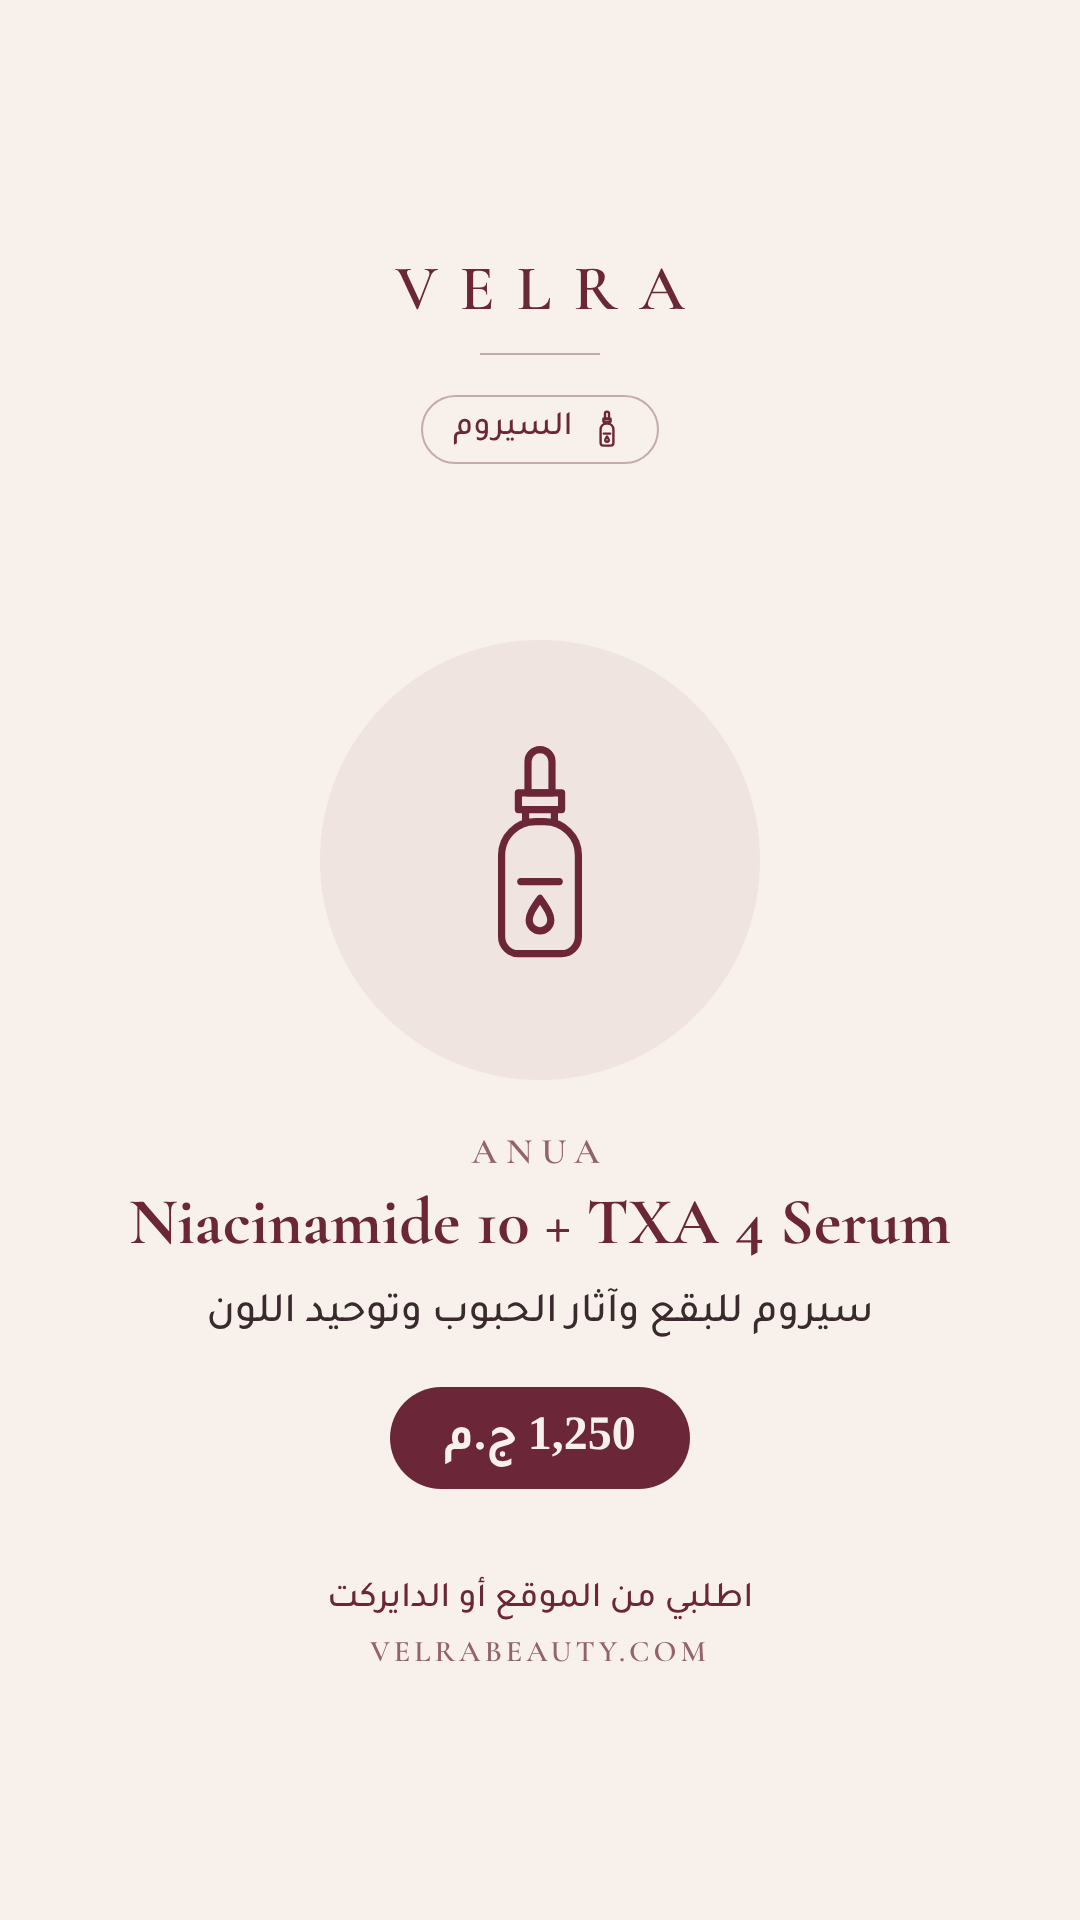 VELRA
السيروم
ANUA
Niacinamide 10 + TXA 4 Serum
سيروم للبقع وآثار الحبوب وتوحيد اللون
1,250 ج.م
اطلبي من الموقع أو الدايركت
VELRABEAUTY.COM